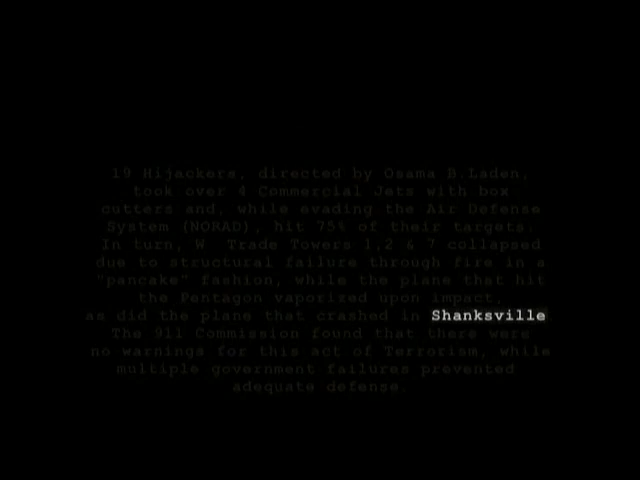 19 Hijackers, directed by Osama B.Laden,
took over 4 Commercial Jets with box
cutters and, while evading the Air Defense
System (NORAD), hit 75% of their targets.
In turn, W  Trade Towers 1,2 & 7 collapsed
due to structural failure through fire in a
"pancake" fashion, while the plane that hit
the Pentagon vaporized upon impact,
as did the plane that crashed in Shanksville
The 911 Commission found that there were
no warnings for this act of Terrorism, while
multiple government failures prevented
adequate defense.